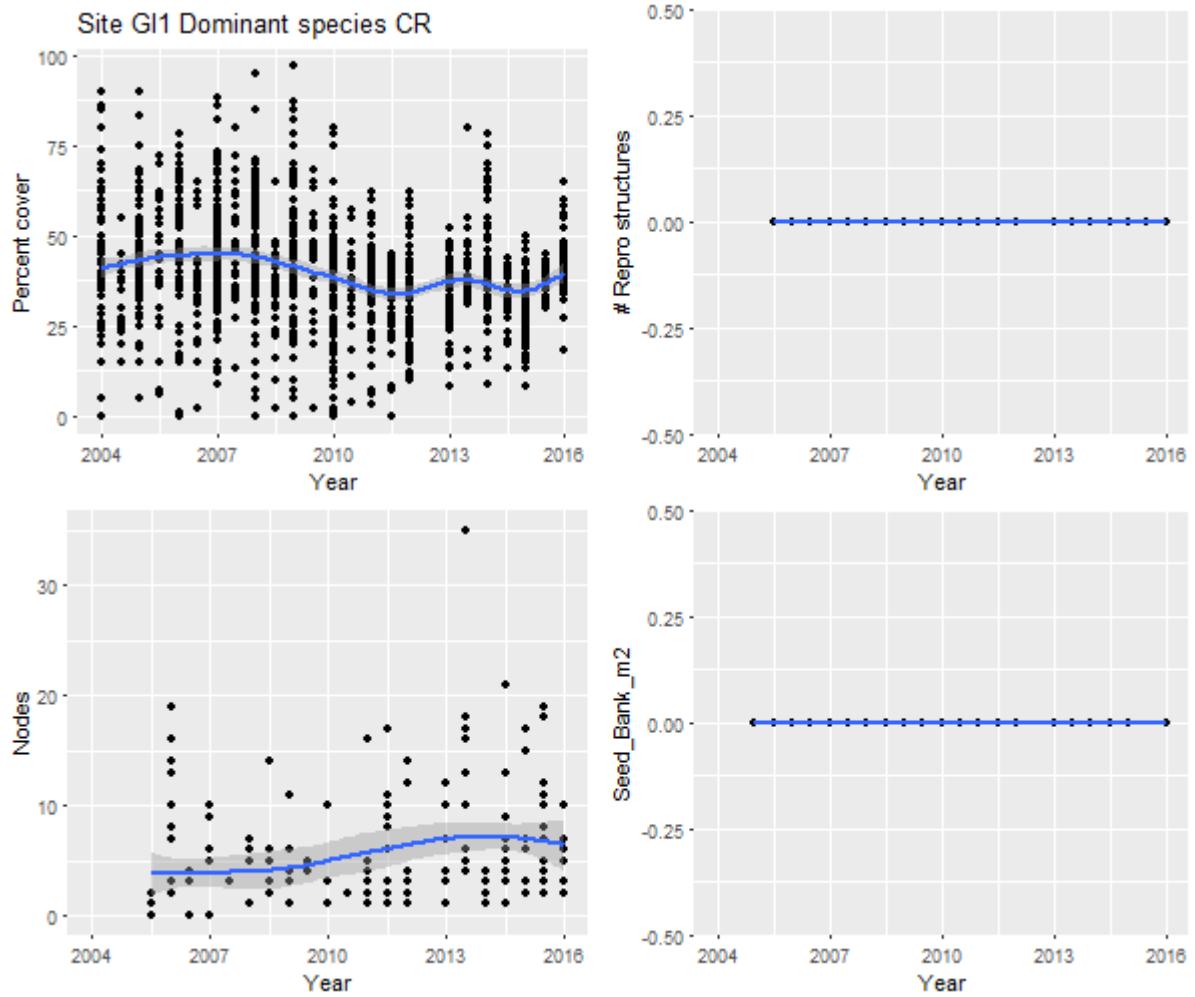 Site GI1 Dominant species CR
100
75
50
25
0
Percent cover
2004 2007 2010 2013 2016
Year
0.50
0.25
0.00
-0.25
-0.50
# Repro structures
2004 2007 2010 2013 2016
Year
30
20
10
0
Nodes
2004 2007 2010 2013 2016
Year
0.50
0.25
0.00
-0.25
-0.50
Seed_Bank_m2
2004 2007 2010 2013 2016
Year